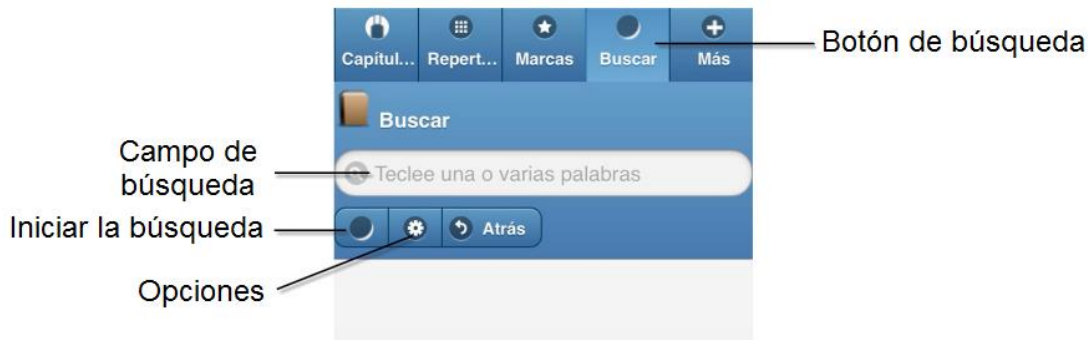 Capítul... Repert... Marcas Buscar Más
Botón de búsqueda
Buscar
Campo de
búsqueda
Teclee una o varias palabras
Iniciar la búsqueda
Atrás
Opciones